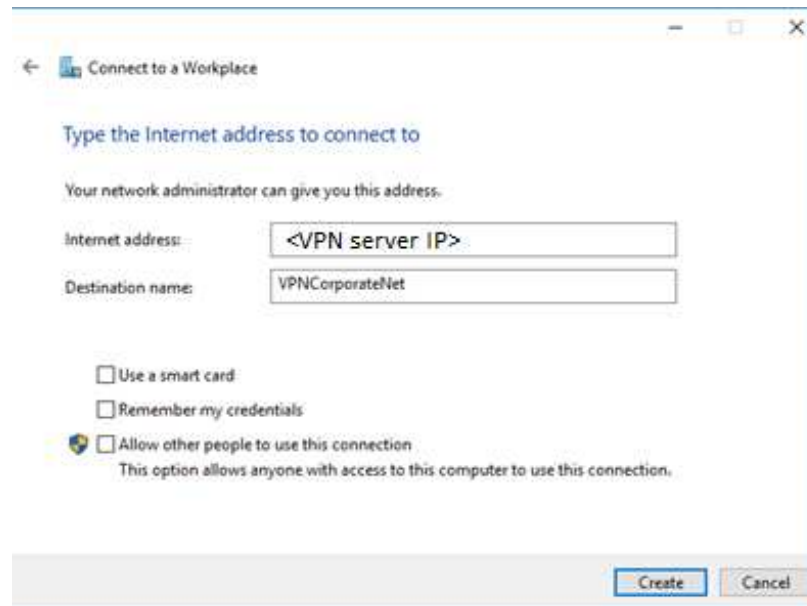 Connect to a Workplace
Type the Internet address to connect to
Your network administrator can give you this address.
Internet address: <VPN server IP>
Destination name: VPNCorporateNet
Use a smart card
Remember my credentials
Allow other people to use this connection
This option allows anyone with access to this computer to use this connection.
Create Cancel